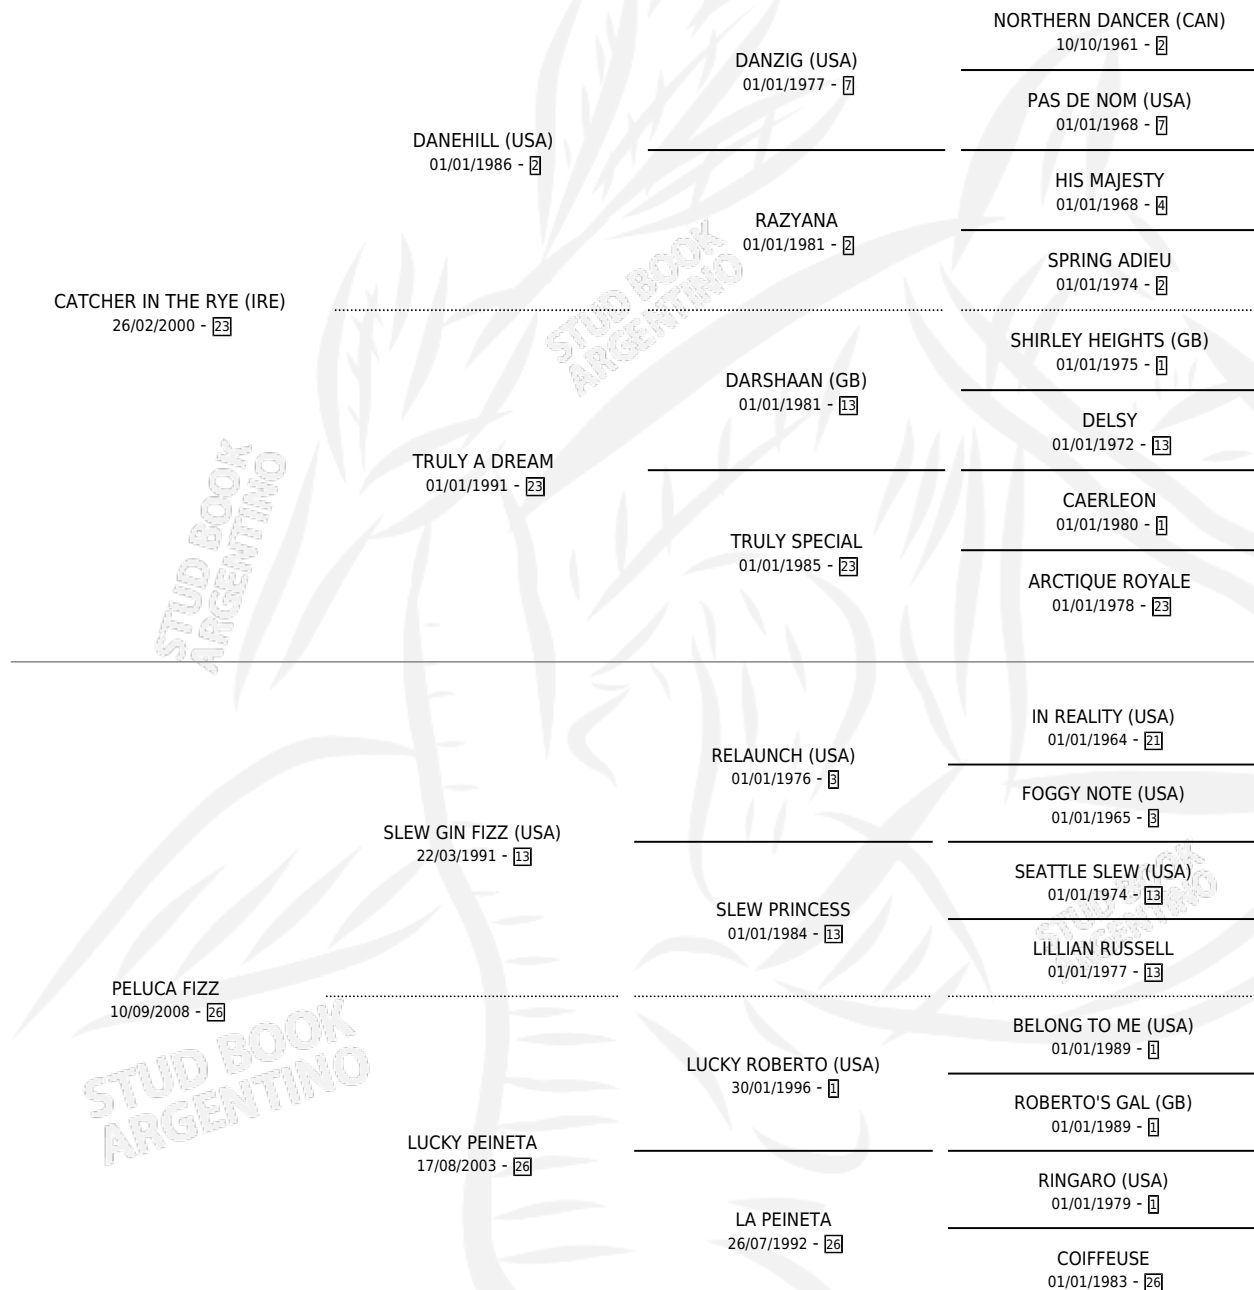 NORTHERN DANCER (CAN)
10/10/1961 - 2
DANZIG (USA)
01/01/1977 - 7
PAS DE NOM (USA)
01/01/1968 - 7
DANEHILL (USA)
01/01/1986 - 2
HIS MAJESTY
01/01/1968 - 4
RAZYANA
01/01/1981 - 2
SPRING ADIEU
01/01/1974 - 2
CATCHER IN THE RYE (IRE)
26/02/2000 - 23
SHIRLEY HEIGHTS (GB)
01/01/1975 - 1
DARSHAAN (GB)
01/01/1981 - 13
DELSY
01/01/1972 - 13
TRULY A DREAM
01/01/1991 - 23
CAERLEON
01/01/1980 - 1
TRULY SPECIAL
01/01/1985 - 23
ARCTIQUE ROYALE
01/01/1978 - 23
IN REALITY (USA)
01/01/1964 - 21
RELAUNCH (USA)
01/01/1976 - 3
FOGGY NOTE (USA)
01/01/1965 - 3
SLEW GIN FIZZ (USA)
22/03/1991 - 13
SEATTLE SLEW (USA)
01/01/1974 - 13
SLEW PRINCESS
01/01/1984 - 13
LILLIAN RUSSELL
01/01/1977 - 13
PELUCA FIZZ
10/09/2008 - 26
BELONG TO ME (USA)
01/01/1989 - 1
LUCKY ROBERTO (USA)
30/01/1996 - 1
ROBERTO'S GAL (GB)
01/01/1989 - 1
LUCKY PEINETA
17/08/2003 - 26
RINGARO (USA)
01/01/1979 - 1
LA PEINETA
26/07/1992 - 26
COIFFEUSE
01/01/1983 - 26
STUD BOOK
ARGENTINO
STUD BOOK
ARGENTINO
STUD BOOK
ARGENTINO
STUD BOOK
ARGENTINO